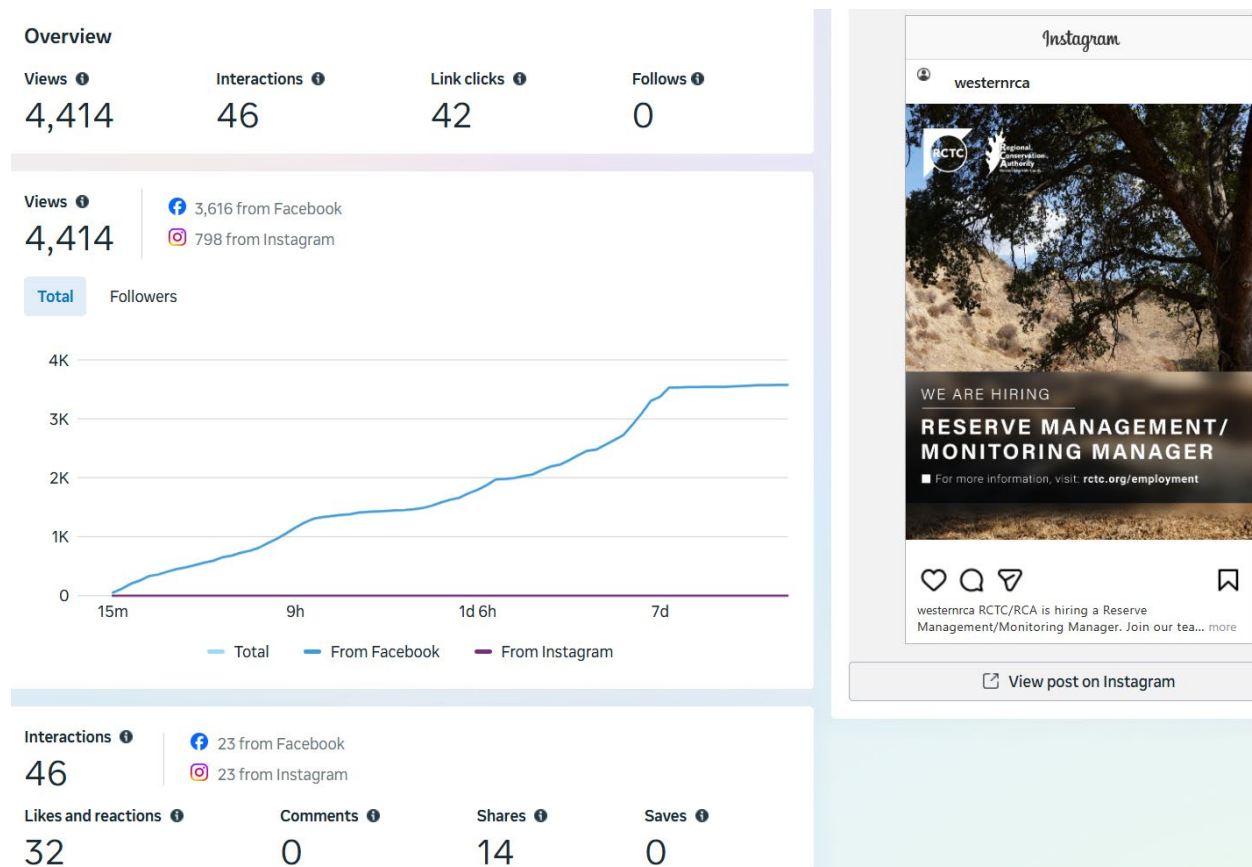 Overview
Views Interactions Link clicks Follows
4,414 46 42 0
Views
4,414
3,616 from Facebook
798 from Instagram
Total Followers
4K
3K
2K
1K
0
15m 9h 1d 6h 7d
Total From Facebook From Instagram
Interactions
46
23 from Facebook
23 from Instagram
Likes and reactions Comments Shares Saves
32 0 14 0
Instagram
westernrca
RCTC
Regional
Conservation
Authority
WE ARE HIRING
RESERVE MANAGEMENT/
MONITORING MANAGER
For more information, visit: rctc.org/employment
westernrca RCTC/RCA is hiring a Reserve
Management/Monitoring Manager. Join our tea... more
View post on Instagram